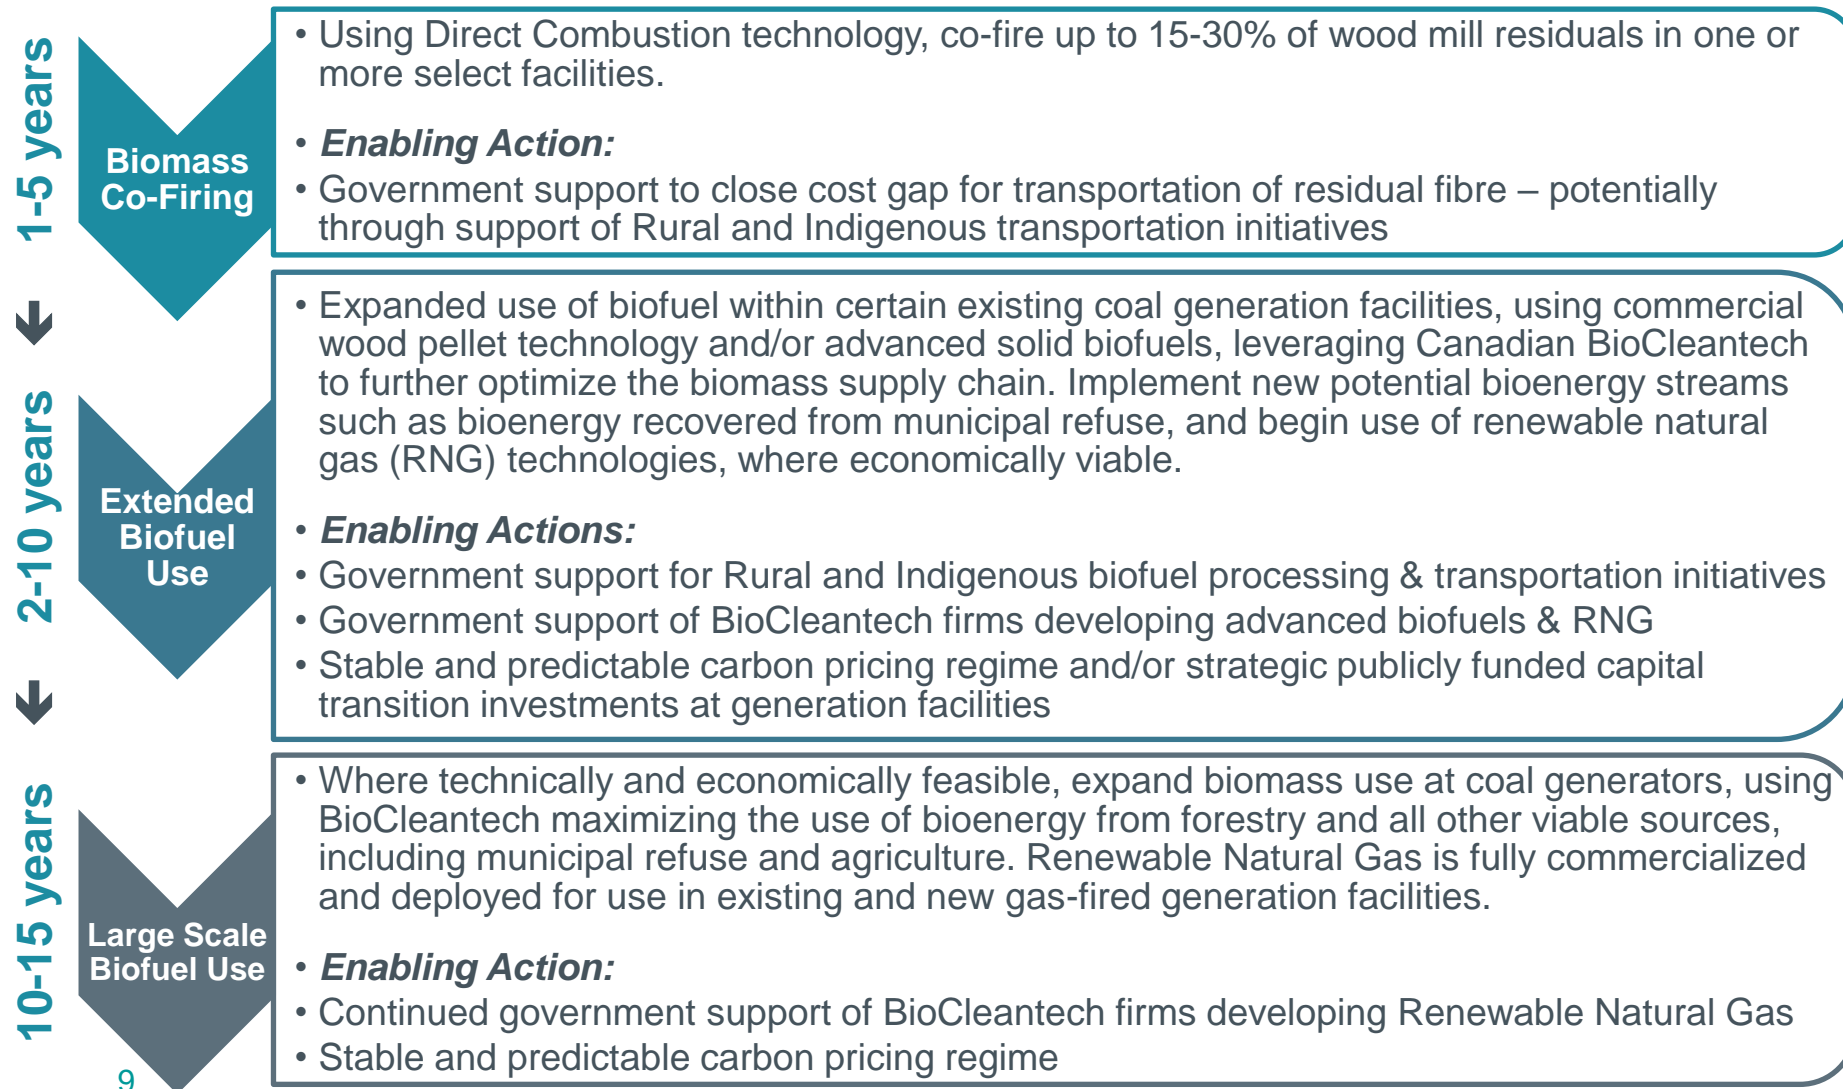 1-5 years
Biomass
Co-Firing
• Using Direct Combustion technology, co-fire up to 15-30% of wood mill residuals in one or
more select facilities.
• Enabling Action:
• Government support to close cost gap for transportation of residual fibre – potentially
through support of Rural and Indigenous transportation initiatives
2-10 years
Extended
Biofuel
Use
• Expanded use of biofuel within certain existing coal generation facilities, using commercial
wood pellet technology and/or advanced solid biofuels, leveraging Canadian BioCleantech
to further optimize the biomass supply chain. Implement new potential bioenergy streams
such as bioenergy recovered from municipal refuse, and begin use of renewable natural
gas (RNG) technologies, where economically viable.
• Enabling Actions:
• Government support for Rural and Indigenous biofuel processing & transportation initiatives
• Government support of BioCleantech firms developing advanced biofuels & RNG
• Stable and predictable carbon pricing regime and/or strategic publicly funded capital
transition investments at generation facilities
10-15 years
Large Scale
Biofuel Use
• Where technically and economically feasible, expand biomass use at coal generators, using
BioCleantech maximizing the use of bioenergy from forestry and all other viable sources,
including municipal refuse and agriculture. Renewable Natural Gas is fully commercialized
and deployed for use in existing and new gas-fired generation facilities.
• Enabling Action:
• Continued government support of BioCleantech firms developing Renewable Natural Gas
• Stable and predictable carbon pricing regime
9